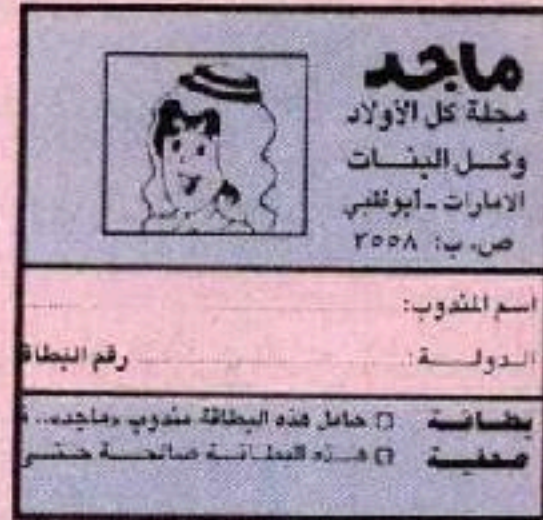 ماجد
مجلة كل الأولاد
وكل البنات
الامارات - أبوظبي
ص. ب: ٣٥٥٨
اسم المندوب:
الدولة: رقم البطاقة
بطاقة □ حامل هذه البطاقة مندوب «ماجد»..
صحفية □ هذه البطاقة صالحة حتى